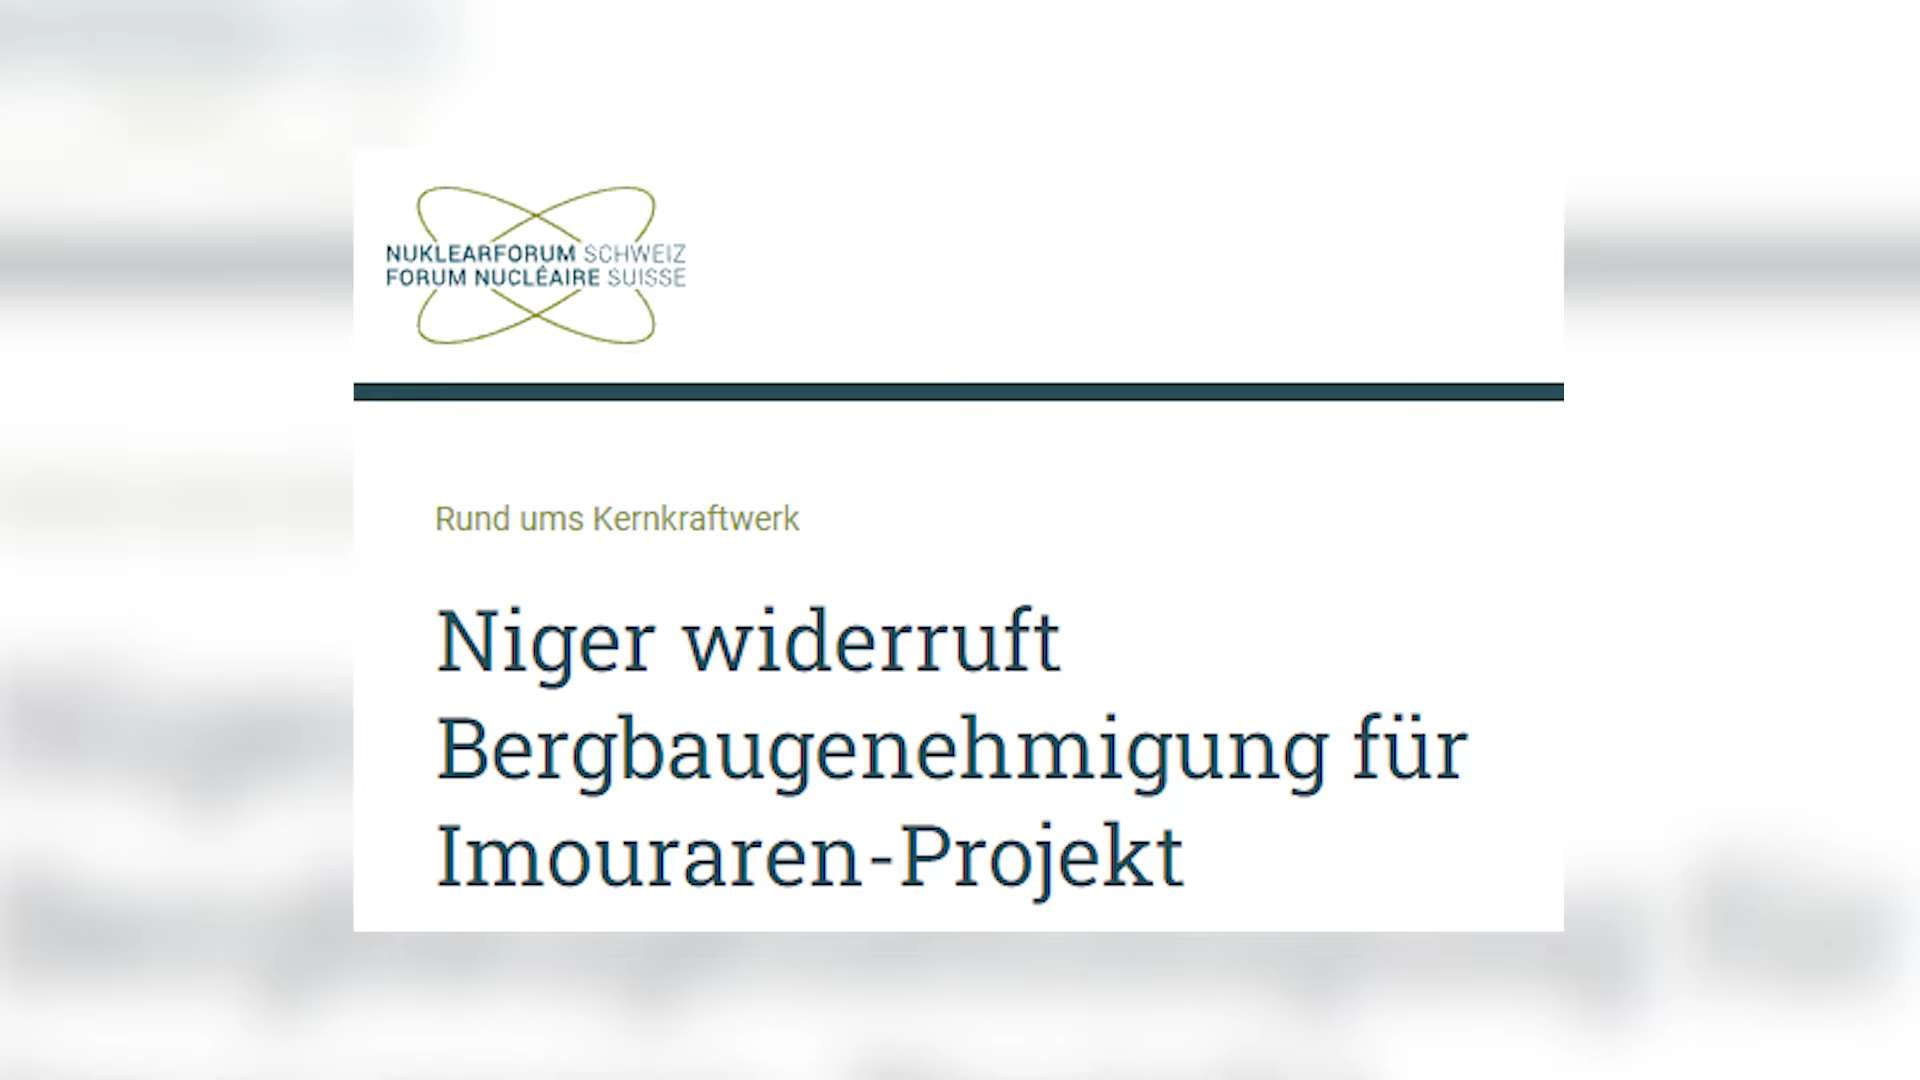 NUKLEARFORUM SCHWEIZ
FORUM NUCLÉAIRE SUISSE
Rund ums Kernkraftwerk
Niger widerruft
Bergbaugenehmigung für
Imouraren-Projekt